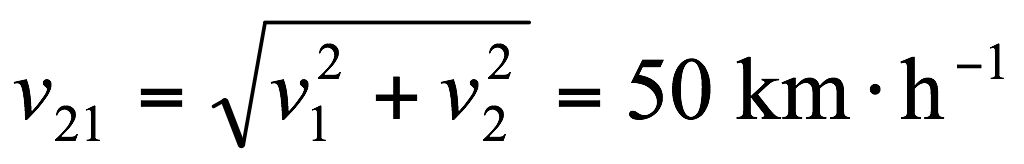 v₂₁ = √(v₁² + v₂²) = 50 km · h⁻¹